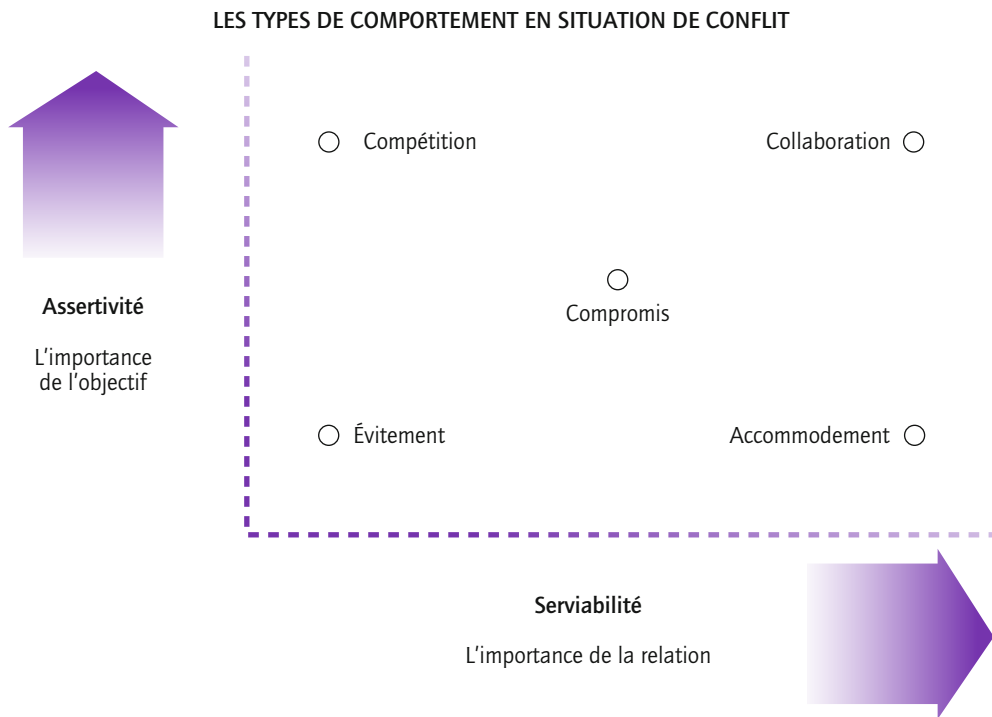 LES TYPES DE COMPORTEMENT EN SITUATION DE CONFLIT
Compétition
Collaboration
Compromis
Assertivité
L'importance
de l'objectif
Évitement
Accommodement
Serviabilité
L'importance de la relation